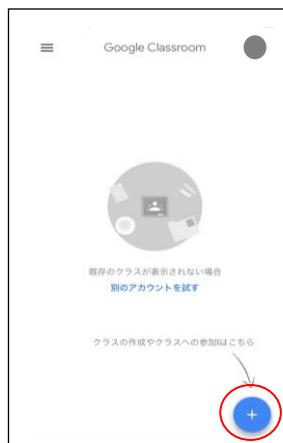 Google Classroom
既存のクラスが表示されない場合
別のアカウントを試す
クラスの作成やクラスへの参加はこちら